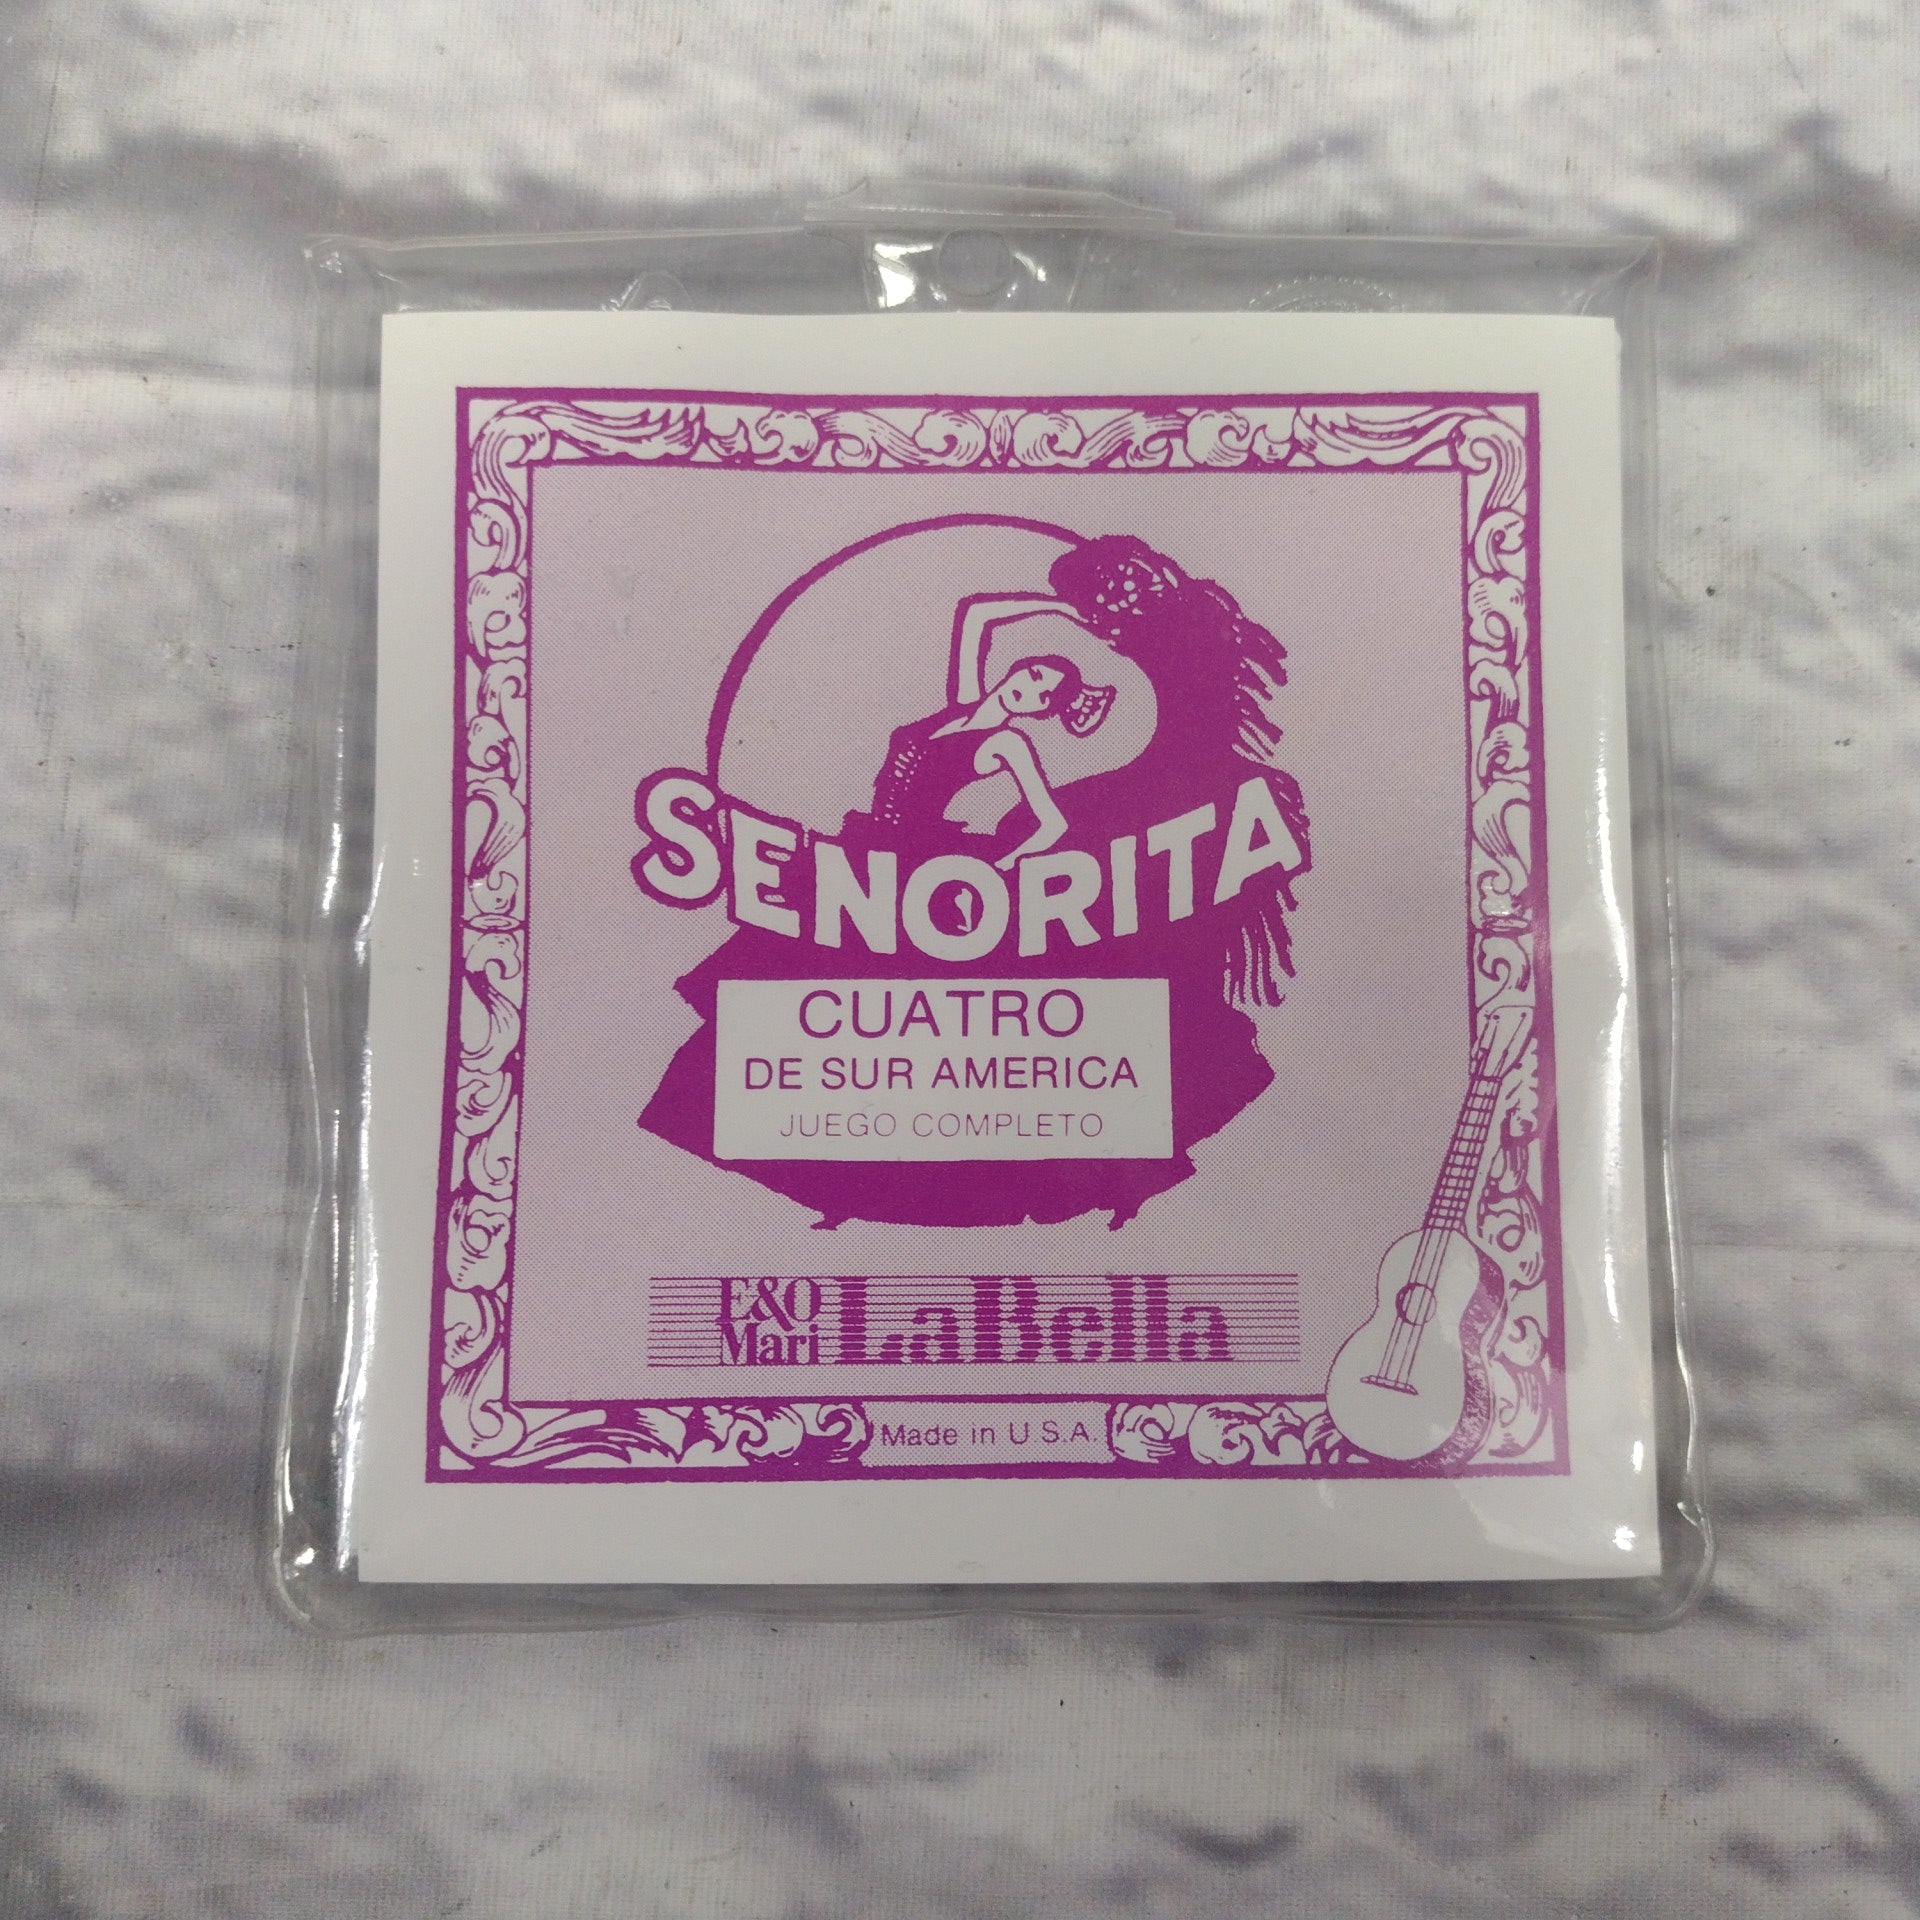 SENORITA
CUATRO
DE SUR AMERICA
JUEGO COMPLETO
E&O
Mari LaBella
Made in U.S.A.